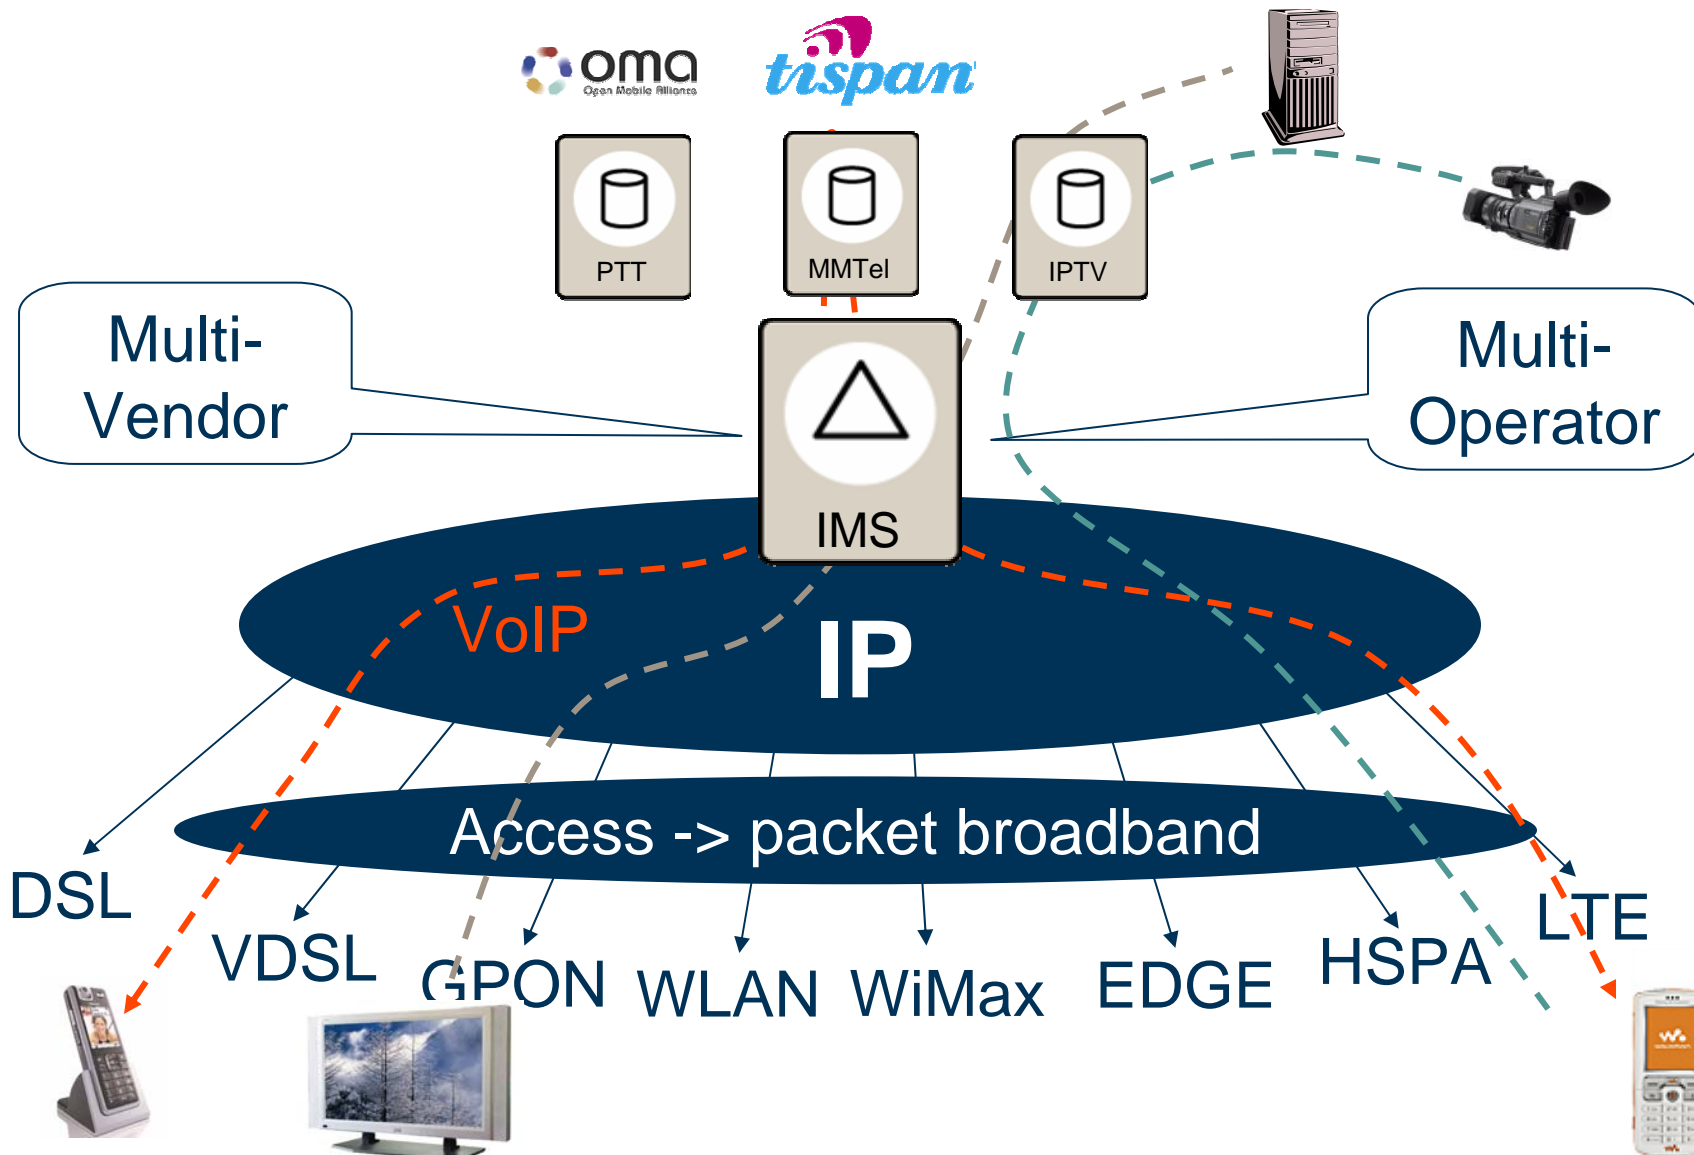 oma
Open Mobile Alliance
tispan
PTT
MMTel
IPTV
Multi-
Vendor
Multi-
Operator
IMS
VoIP
IP
Access -> packet broadband
DSL
VDSL
GPON
WLAN
WiMax
EDGE
HSPA
LTE